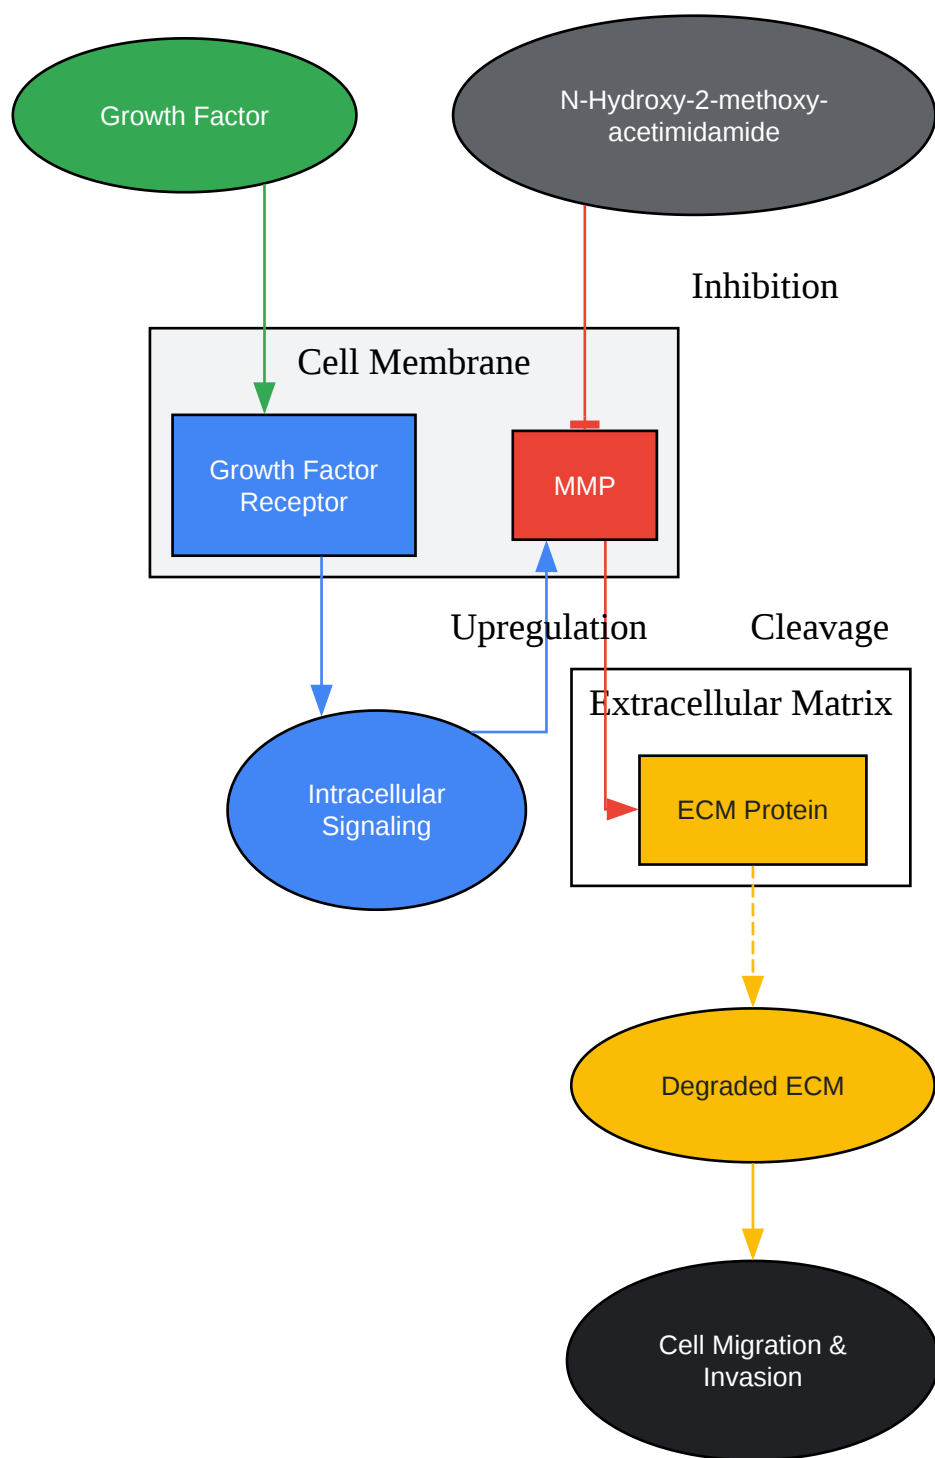 Growth Factor
N-Hydroxy-2-methoxy-
acetimidamide
Inhibition
Cell Membrane
Growth Factor
Receptor
MMP
Upregulation
Cleavage
Extracellular Matrix
Intracellular
Signaling
ECM Protein
Degraded ECM
Cell Migration &
Invasion